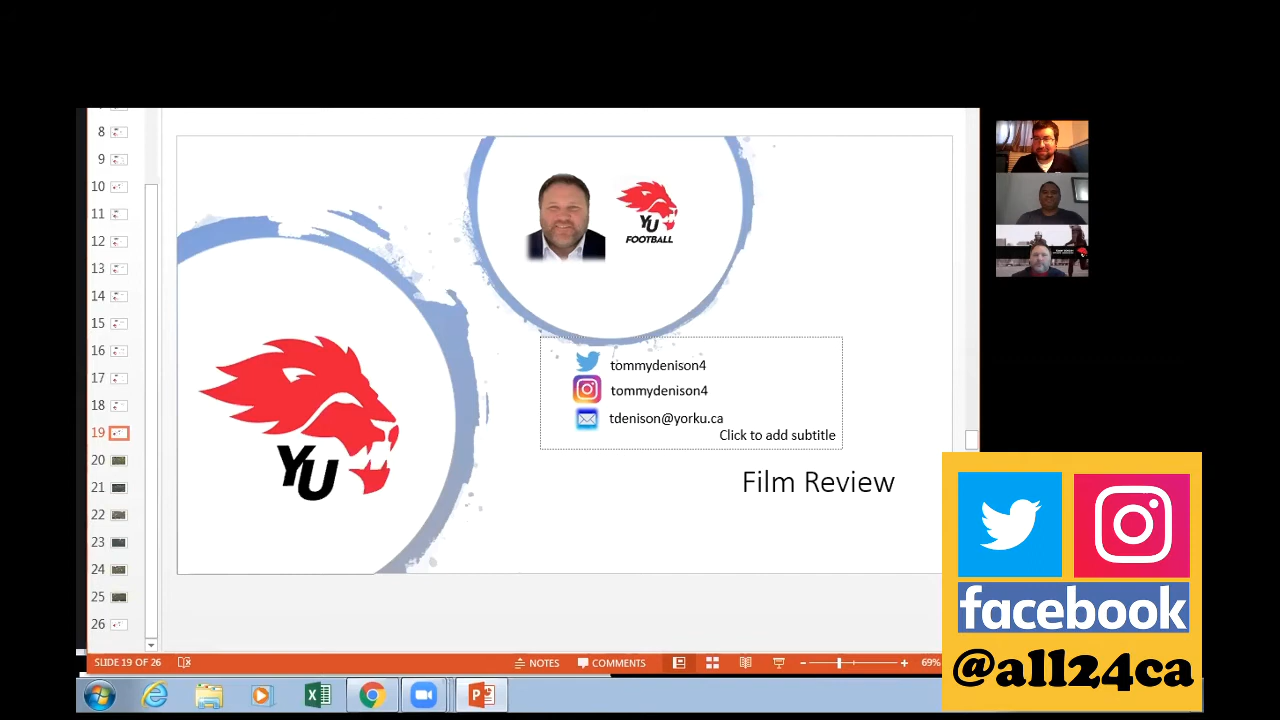 8
9
10
11
12
13
14
15
16
17
18
19
20
21
22
23
24
25
26
YU
FOOTBALL
YU
tommydenison4
tommydenison4
tdenison@yorku.ca
Click to add subtitle
Film Review
SLIDE 19 OF 26
NOTES
COMMENTS
69%
facebook
@all24ca